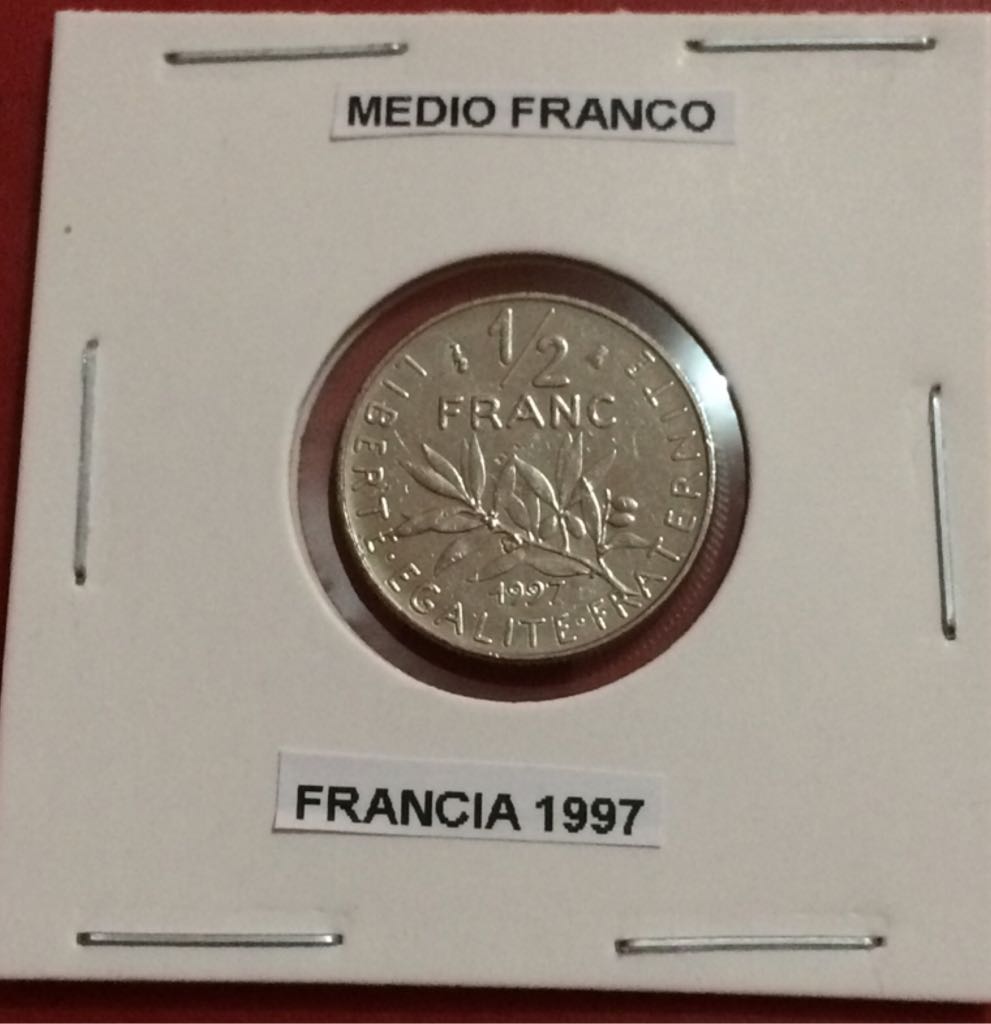 MEDIO FRANCO
1/2
FRANC
LIBERTE·EGALITE·FRATERNITE
1997
FRANCIA 1997